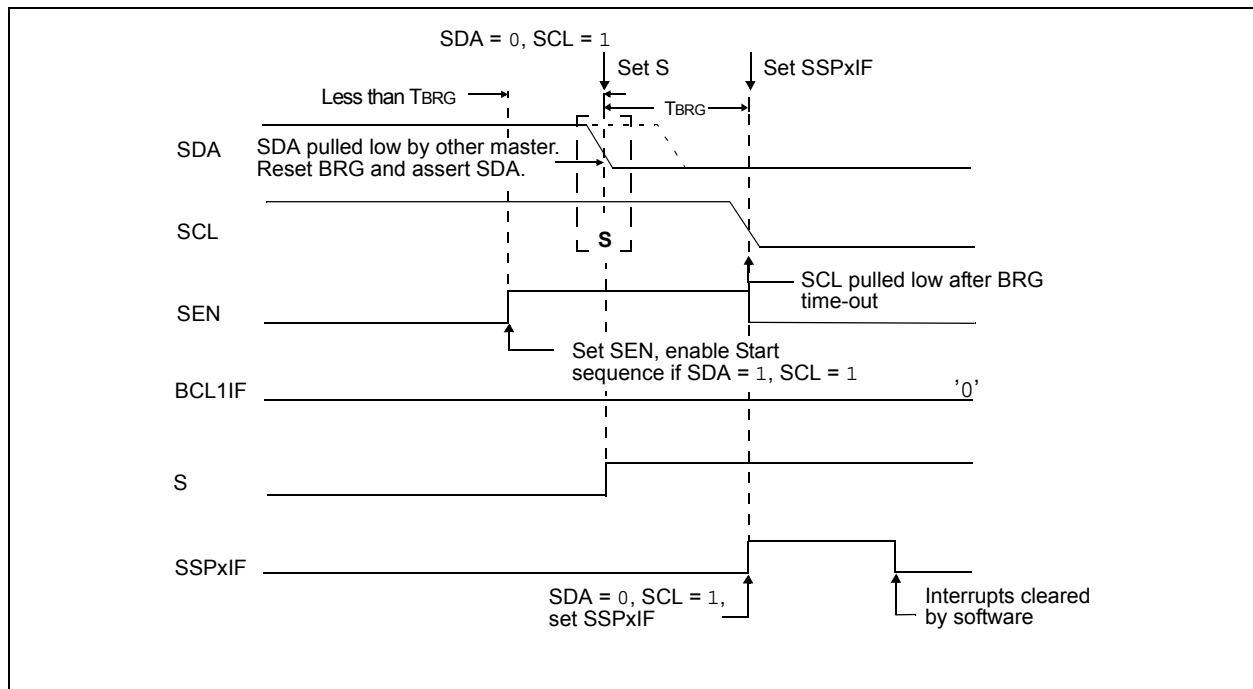 SDA = 0, SCL = 1
Set S
Set SSPxIF
Less than TBRG
TBRG
SDA
SDA pulled low by other master.
Reset BRG and assert SDA.
SCL
S
SCL pulled low after BRG
time-out
SEN
Set SEN, enable Start
sequence if SDA = 1, SCL = 1
BCL1IF
'0'
S
SSPxIF
SDA = 0, SCL = 1,
set SSPxIF
Interrupts cleared
by software